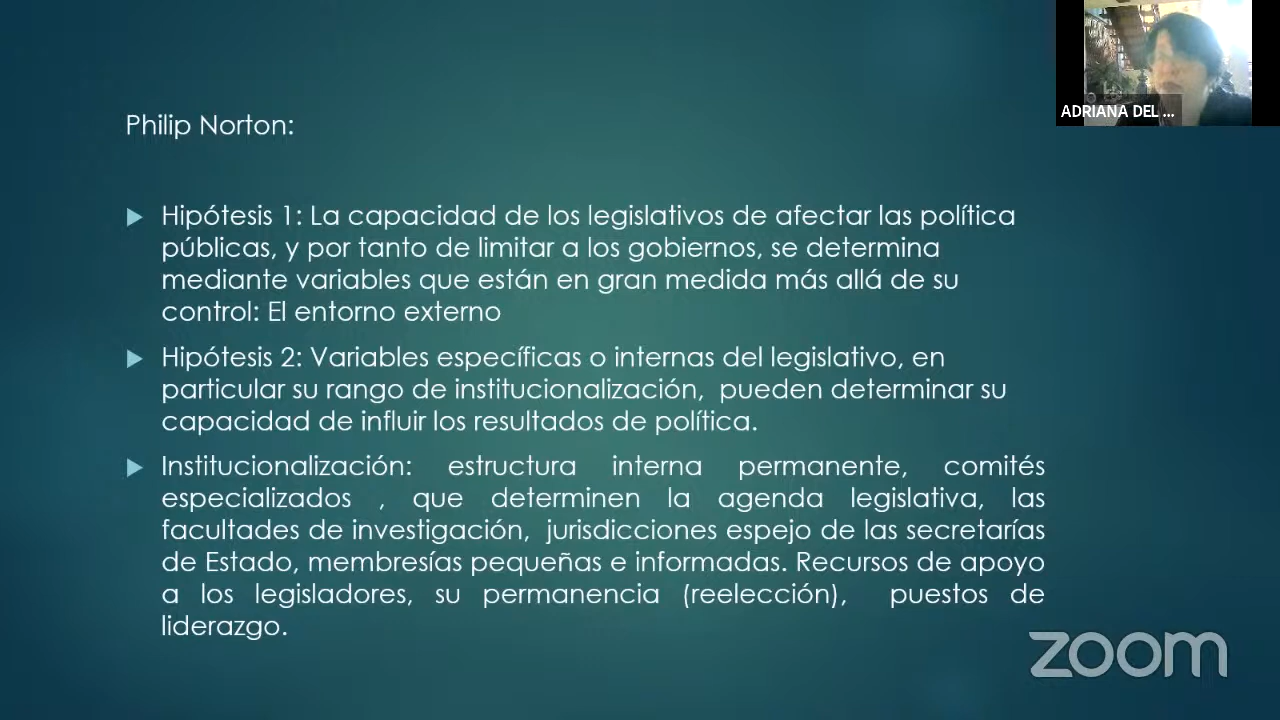 Philip Norton:
Hipótesis 1: La capacidad de los legislativos de afectar las política
públicas, y por tanto de limitar a los gobiernos, se determina
mediante variables que están en gran medida más allá de su
control: El entorno externo
Hipótesis 2: Variables específicas o internas del legislativo, en
particular su rango de institucionalización, pueden determinar su
capacidad de influir los resultados de política.
Institucionalización: estructura interna permanente, comités
especializados , que determinen la agenda legislativa, las
facultades de investigación, jurisdicciones espejo de las secretarías
de Estado, membresías pequeñas e informadas. Recursos de apoyo
a los legisladores, su permanencia (reelección), puestos de
liderazgo.
ADRIANA DEL ...
zoom